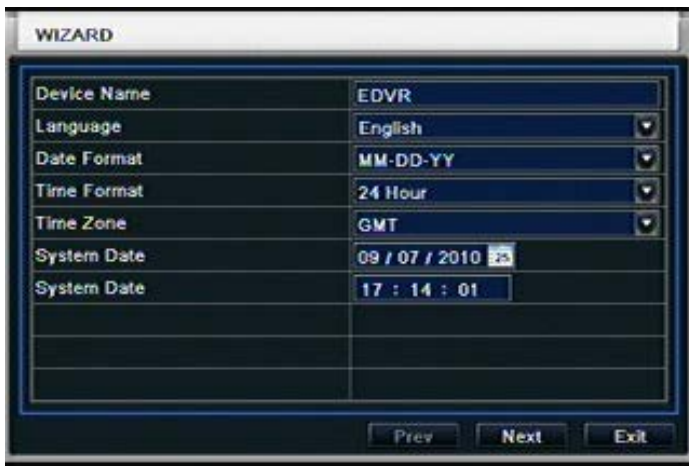 WIZARD
Device Name EDVR
Language English
Date Format MM-DD-YY
Time Format 24 Hour
Time Zone GMT
System Date 09 / 07 / 2010 25
System Date 17 : 14 : 01
Prev Next Exit